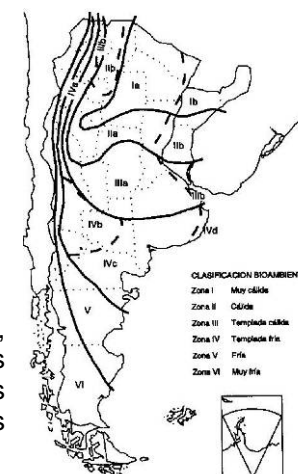 IIIb
IIb
IVa
Ia
Ib
IIa
IIb
IIIa
IIIb
IVb
IVd
IVc
V
VI
CLASIFICACION BIOAMBIEN
Zona I Muy cálida
Zona II Cálida
Zona III Templada cálida
Zona IV Templada fría
Zona V Fría
Zona VI Muy fría
s
s
s